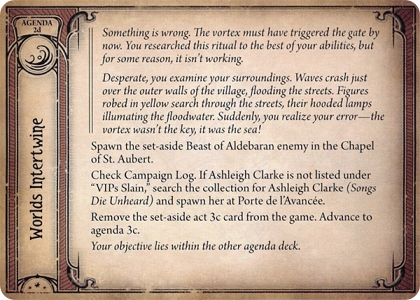 AGENDA
2d
Worlds Intertwine
Something is wrong. The vortex must have triggered the gate by
now. You researched this ritual to the best of your abilities, but
for some reason, it isn't working.
Desperate, you examine your surroundings. Waves crash just
over the outer walls of the village, flooding the streets. Figures
robed in yellow search through the streets, their hooded lamps
illumating the floodwater. Suddenly, you realize your error—the
vortex wasn't the key, it was the sea!
Spawn the set-aside Beast of Aldebaran enemy in the Chapel
of St. Aubert.
Check Campaign Log. If Ashleigh Clarke is not listed under
“VIPs Slain,” search the collection for Ashleigh Clarke (Songs
Die Unheard) and spawn her at Porte de l'Avancée.
Remove the set-aside act 3c card from the game. Advance to
agenda 3c.
Your objective lies within the other agenda deck.